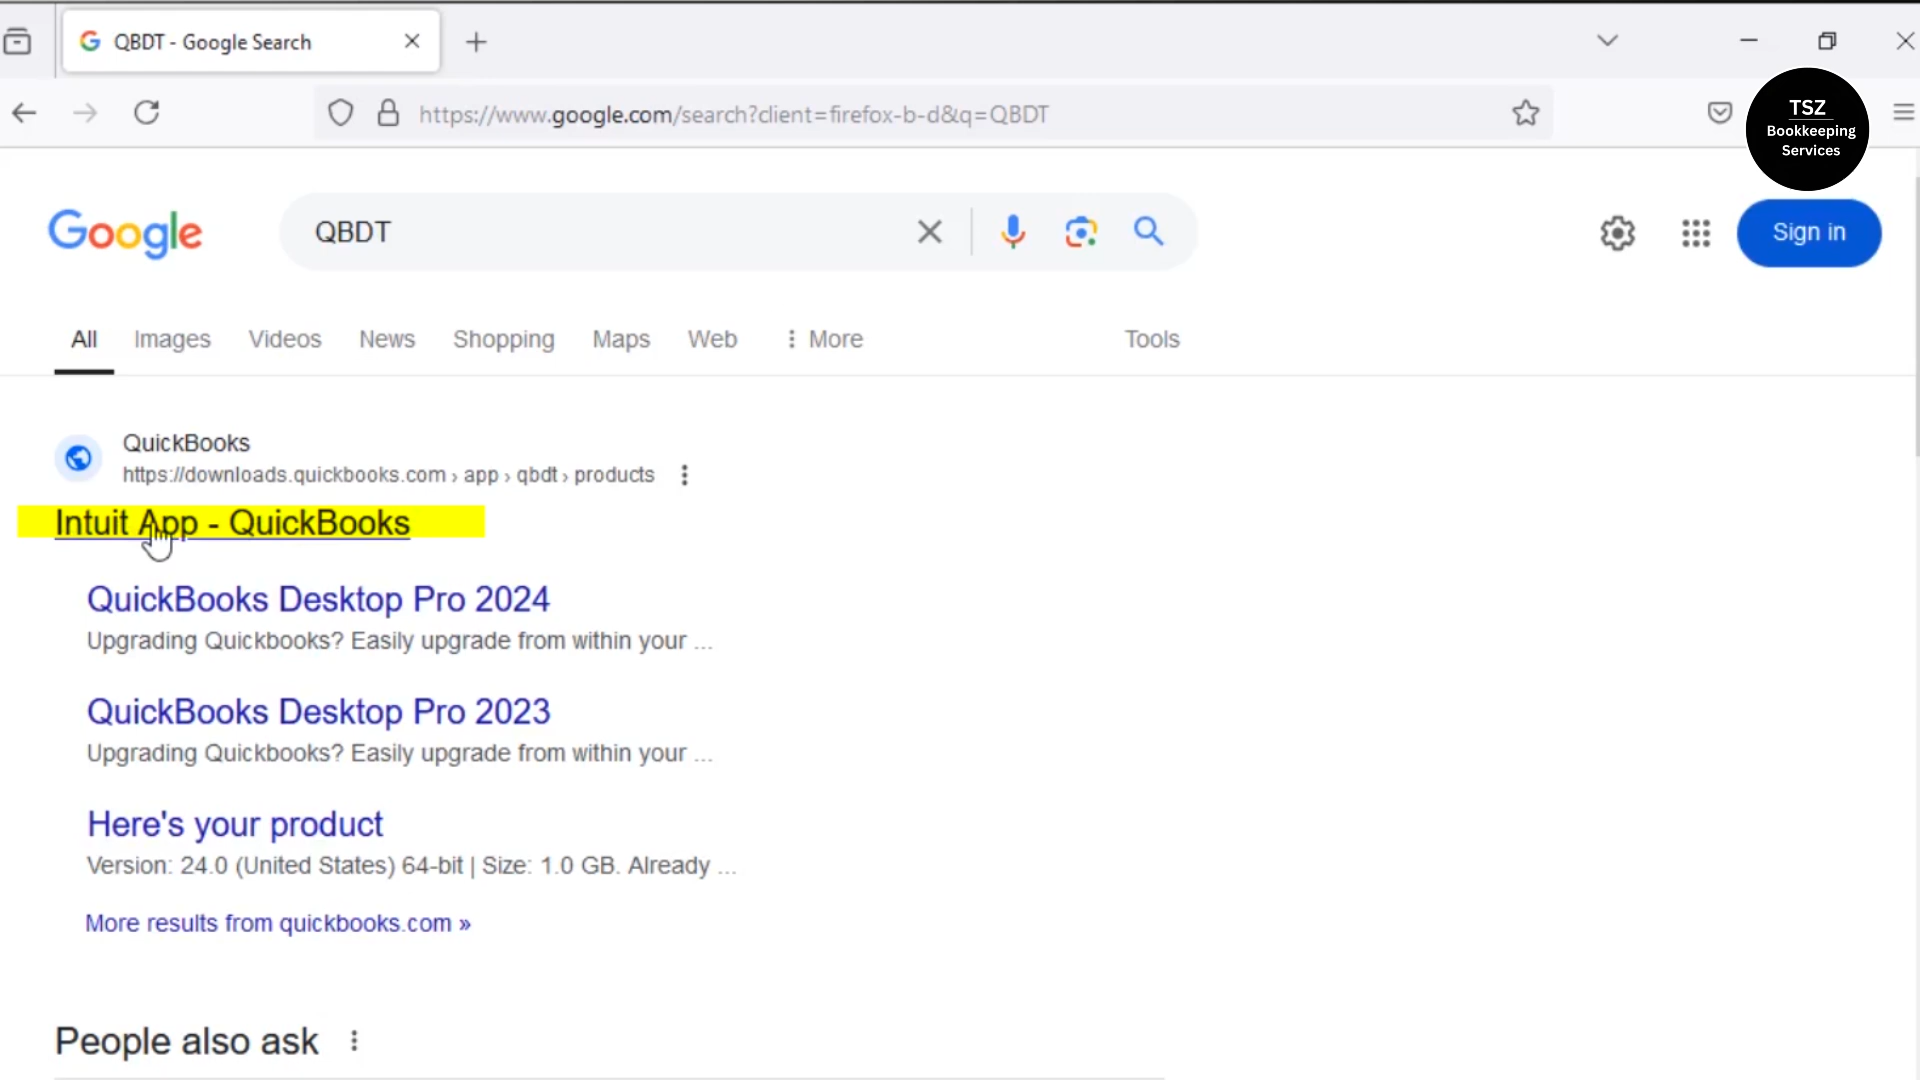 QBDT - Google Search
https://www.google.com/search?client=firefox-b-d&q=QBDT
TSZ
Bookkeeping
Services
Google
QBDT
Sign in
All Images Videos News Shopping Maps Web More Tools
QuickBooks
https://downloads.quickbooks.com › app › qbdt › products
Intuit App - QuickBooks
QuickBooks Desktop Pro 2024
Upgrading Quickbooks? Easily upgrade from within your ...
QuickBooks Desktop Pro 2023
Upgrading Quickbooks? Easily upgrade from within your ...
Here's your product
Version: 24.0 (United States) 64-bit | Size: 1.0 GB. Already ...
More results from quickbooks.com »
People also ask